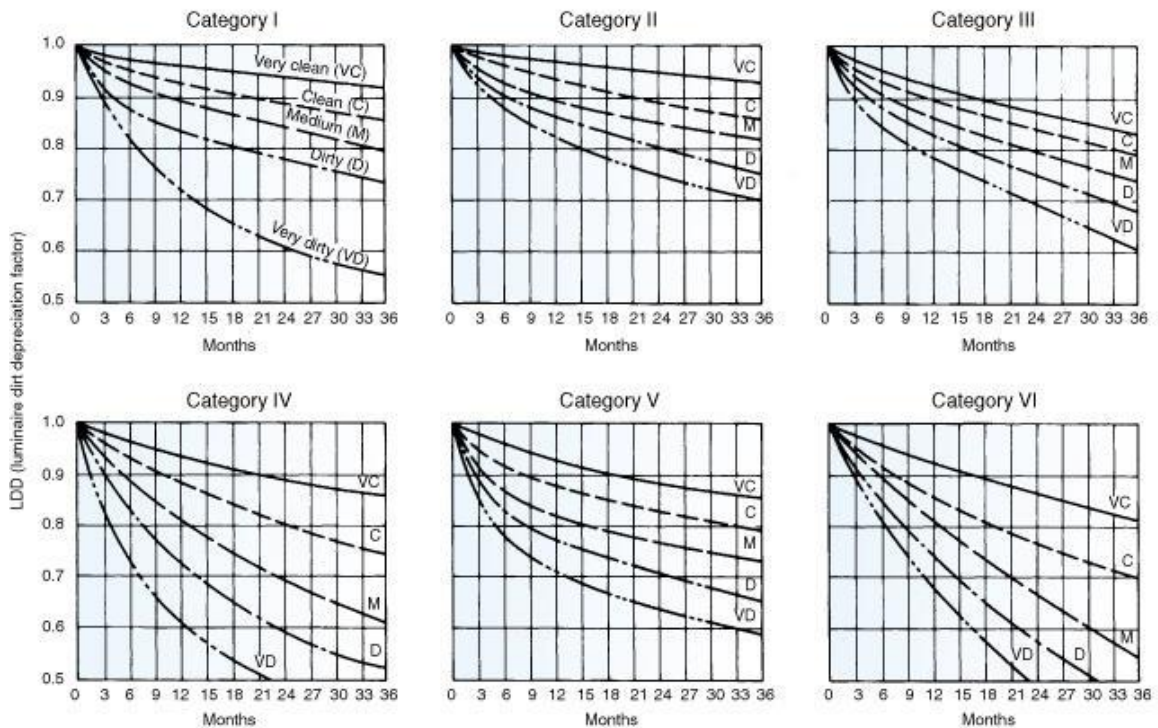 Category I
Category II
Category III
LDD (luminaire dirt depreciation factor)
1.0
0.9
0.8
0.7
0.6
0.5
Very clean (VC)
Clean (C)
Medium (M)
Dirty (D)
Very dirty (VD)
VC
C
M
D
VD
VC
C
M
D
VD
0 3 6 9 12 15 18 21 24 27 30 33 36
0 3 6 9 12 15 18 21 24 27 30 33 36
0 3 6 9 12 15 18 21 24 27 30 33 36
Months
Months
Months
Category IV
Category V
Category VI
1.0
0.9
0.8
0.7
0.6
0.5
VC
C
M
D
VD
VC
C
M
D
VD
VC
C
M
D
VD
0 3 6 9 12 15 18 21 24 27 30 33 36
0 3 6 9 12 15 18 21 24 27 30 33 36
0 3 6 9 12 15 18 21 24 27 30 33 36
Months
Months
Months